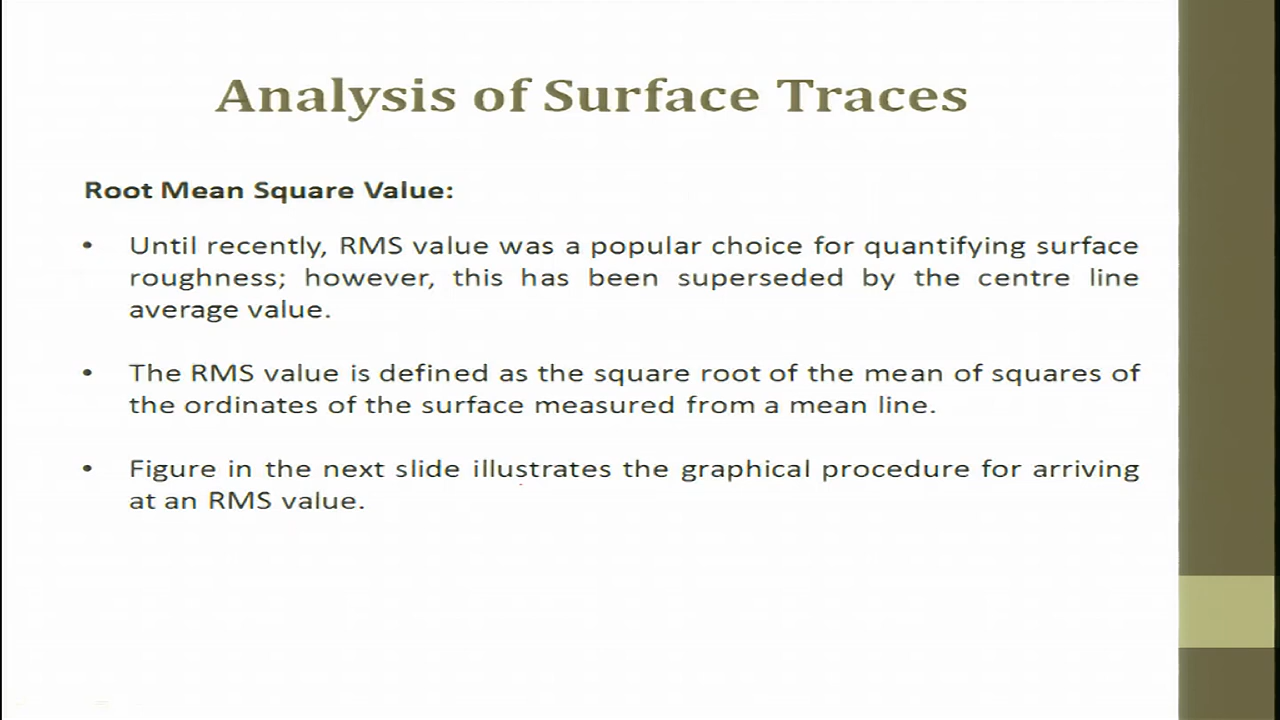 Analysis of Surface Traces
Root Mean Square Value:
• Until recently, RMS value was a popular choice for quantifying surface
roughness; however, this has been superseded by the centre line
average value.
• The RMS value is defined as the square root of the mean of squares of
the ordinates of the surface measured from a mean line.
• Figure in the next slide illustrates the graphical procedure for arriving
at an RMS value.